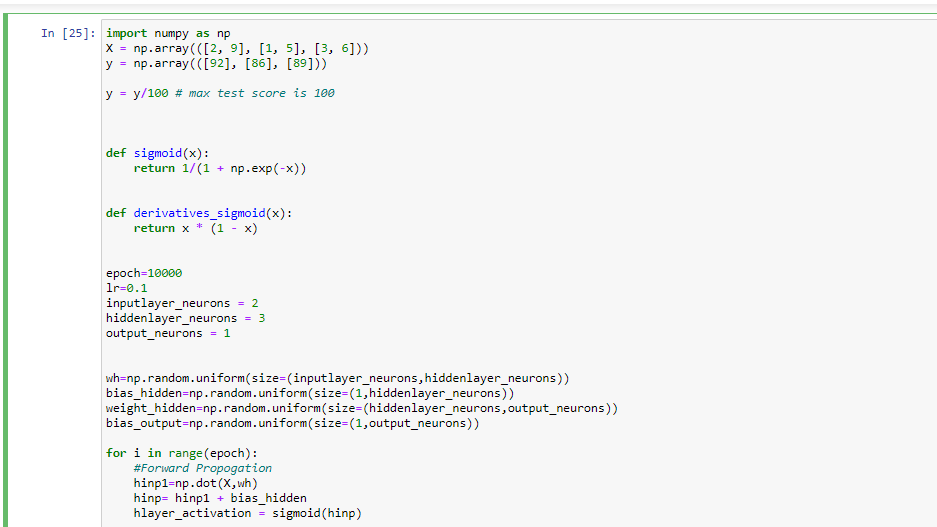 In [25]: import numpy as np
X = np.array(([2, 9], [1, 5], [3, 6]))
y = np.array(([92], [86], [89]))
y = y/100 # max test score is 100
def sigmoid(x):
    return 1/(1 + np.exp(-x))
def derivatives_sigmoid(x):
    return x * (1 - x)
epoch=10000
lr=0.1
inputlayer_neurons = 2
hiddenlayer_neurons = 3
output_neurons = 1
wh=np.random.uniform(size=(inputlayer_neurons,hiddenlayer_neurons))
bias_hidden=np.random.uniform(size=(1,hiddenlayer_neurons))
weight_hidden=np.random.uniform(size=(hiddenlayer_neurons,output_neurons))
bias_output=np.random.uniform(size=(1,output_neurons))
for i in range(epoch):
    #Forward Propogation
    hinp1=np.dot(X,wh)
    hinp= hinp1 + bias_hidden
    hlayer_activation = sigmoid(hinp)